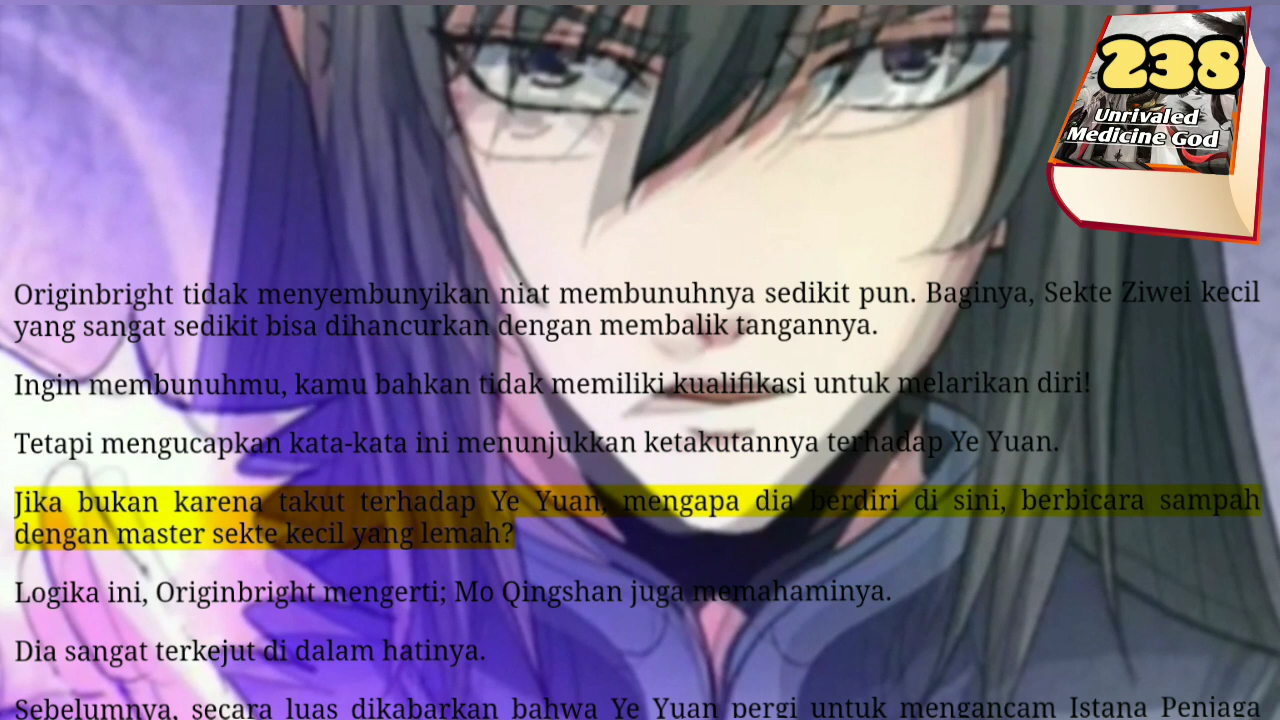 238
Unrivaled
Medicine God
Originbright tidak menyembunyikan niat membunuhnya sedikit pun. Baginya, Sekte Ziwei kecil
yang sangat sedikit bisa dihancurkan dengan membalik tangannya.
Ingin membunuhmu, kamu bahkan tidak memiliki kualifikasi untuk melarikan diri!
Tetapi mengucapkan kata-kata ini menunjukkan ketakutannya terhadap Ye Yuan.
Jika bukan karena takut terhadap Ye Yuan, mengapa dia berdiri di sini, berbicara sampah
dengan master sekte kecil yang lemah?
Logika ini, Originbright mengerti; Mo Qingshan juga memahaminya.
Dia sangat terkejut di dalam hatinya.
Sebelumnya, secara luas dikabarkan bahwa Ye Yuan pergi untuk mengancam Istana Penjaga